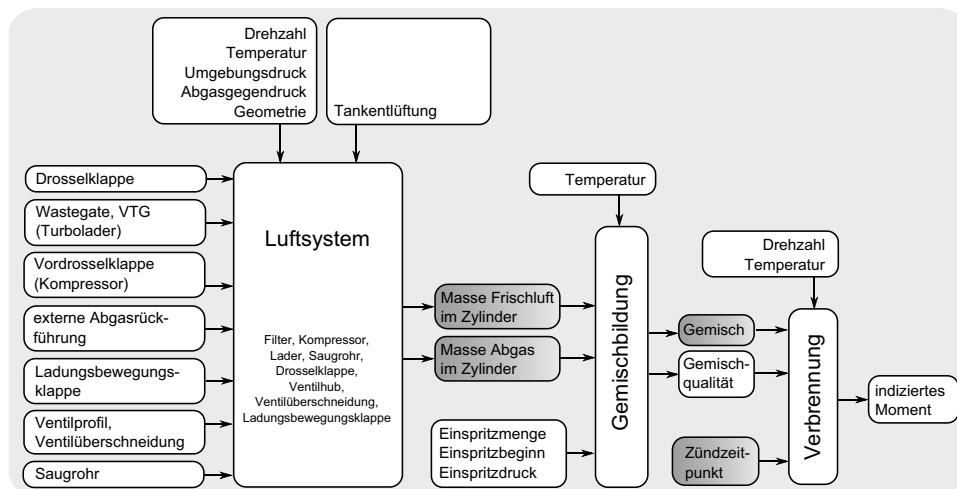 Drehzahl
Temperatur
Umgebungsdruck
Abgasgegendruck
Geometrie
Tankentlüftung
Drosselklappe
Wastegate, VTG
(Turbolader)
Vordrosselklappe
(Kompressor)
externe Abgasrück-
führung
Ladungsbewegungs-
klappe
Ventilprofil,
Ventilüberschneidung
Saugrohr
Luftsystem
Filter, Kompressor,
Lader, Saugrohr,
Drosselklappe,
Ventilhub,
Ventilüberschneidung,
Ladungsbewegungsklappe
Masse Frischluft
im Zylinder
Masse Abgas
im Zylinder
Einspritzmenge
Einspritzbeginn
Einspritzdruck
Temperatur
Gemischbildung
Gemisch
Gemisch-
qualität
Zündzeit-
punkt
Drehzahl
Temperatur
Verbrennung
indiziertes
Moment